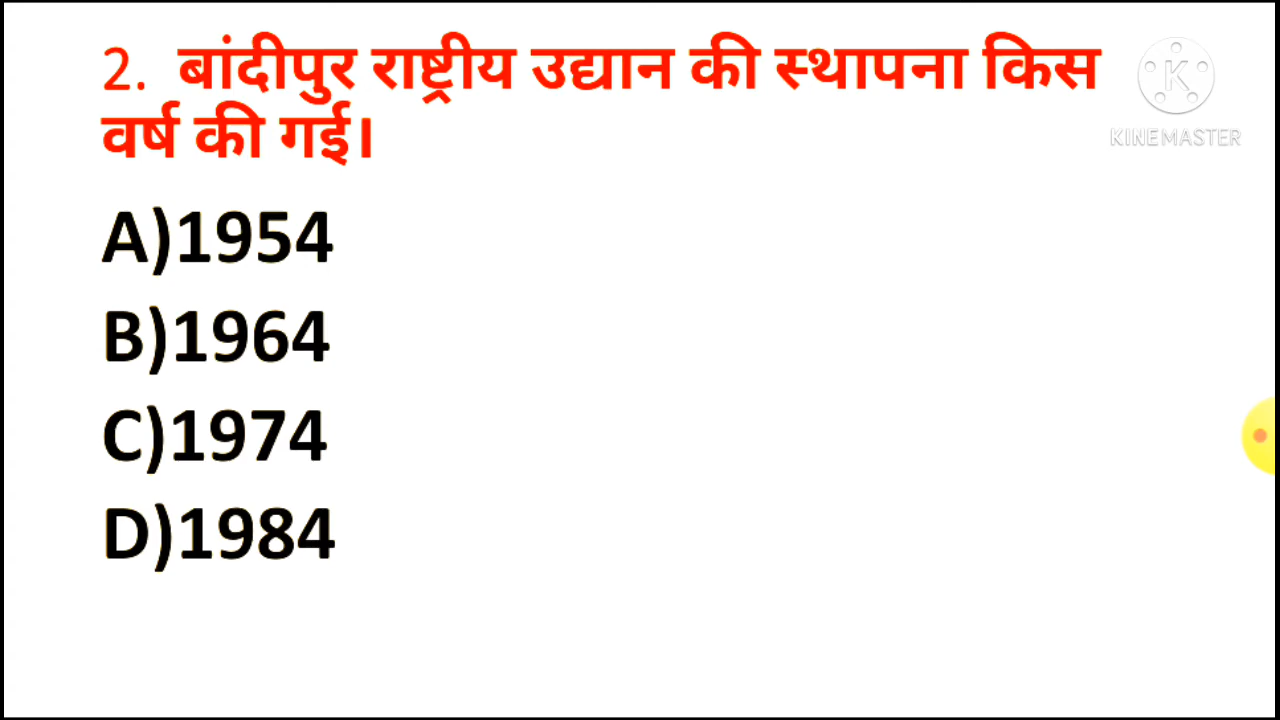 2. बांदीपुर राष्ट्रीय उद्यान की स्थापना किस
वर्ष की गई।
K
KINEMASTER
A)1954
B)1964
C)1974
D)1984